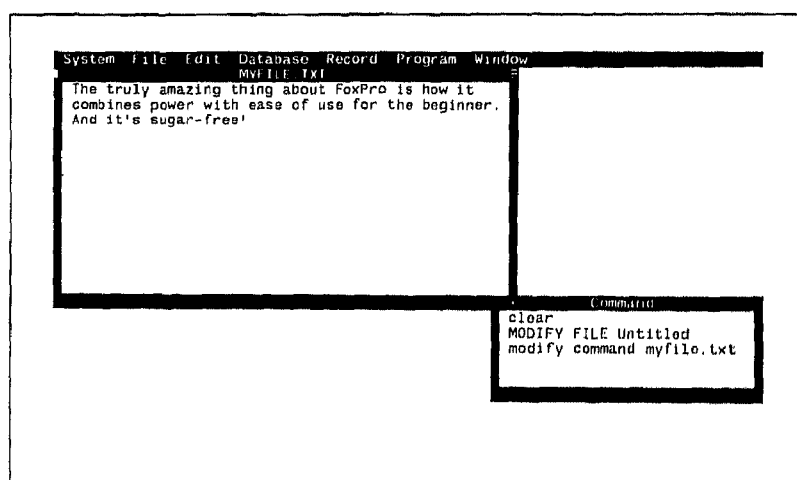 System File Edit Database Record Program Window
MYFILE.TXT
The truly amazing thing about FoxPro is how it
combines power with ease of use for the beginner.
And it's sugar-free!
Command
clear
MODIFY FILE Untitled
modify command myfile.txt